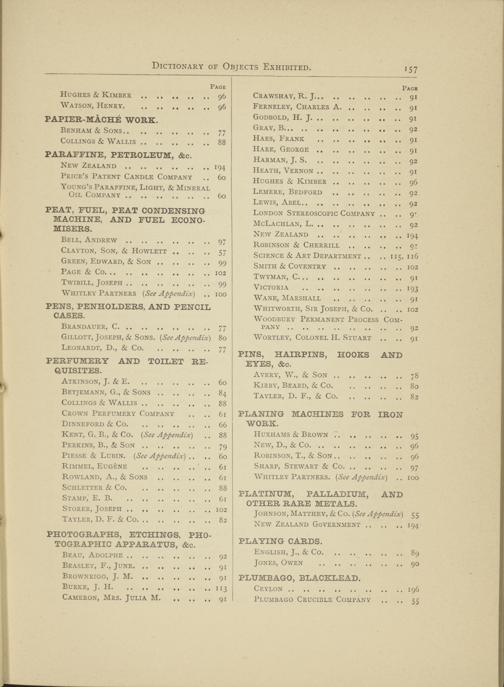 Dictionary of Objects Exhibited. 157
Page
Hughes & Kimber .. .. .. .. .. 96
Watson, Henry. .. .. .. .. .. 96
PAPIER-MÂCHÉ WORK.
Benham & Sons.. .. .. .. .. .. 77
Collings & Wallis .. .. .. .. .. 88
PARAFFINE, PETROLEUM, &c.
New Zealand .. .. .. .. .. .. 194
Price's Patent Candle Company .. .. 60
Young's Paraffine, Light, & Mineral
Oil Company .. .. .. .. .. .. 60
PEAT, FUEL, PEAT CONDENSING
MACHINE, AND FUEL ECONO-
MISERS.
Bell, Andrew .. .. .. .. .. .. 97
Clayton, Son, & Howlett .. .. .. 57
Green, Edward, & Son .. .. .. .. 99
Page & Co... .. .. .. .. .. .. 102
Twibill, Joseph .. .. .. .. .. 99
Whitley Partners (See Appendix) .. 100
PENS, PENHOLDERS, AND PENCIL
CASES.
Brandauer, C. .. .. .. .. .. .. 77
Gillott, Joseph, & Sons. (See Appendix) 80
Leonardt, D., & Co. .. .. .. .. 77
PERFUMERY AND TOILET RE-
QUISITES.
Atkinson, J. & E. .. .. .. .. .. 60
Betjemann, G., & Sons .. .. .. .. 84
Collings & Wallis .. .. .. .. .. 88
Crown Perfumery Company .. .. 61
Dinneford & Co. .. .. .. .. .. 66
Kent, G. B., & Co. (See Appendix) .. 88
Perkins, B., & Son .. .. .. .. .. 79
Piesse & Lubin. (See Appendix) .. .. 60
Rimmel, Eugène .. .. .. .. .. 61
Rowland, A., & Sons .. .. .. .. 61
Schletter & Co. .. .. .. .. .. 88
Stamp, E. B. .. .. .. .. .. .. 61
Storer, Joseph .. .. .. .. .. .. 102
Tayler, D. F. & Co. .. .. .. .. .. 82
PHOTOGRAPHS, ETCHINGS, PHO-
TOGRAPHIC APPARATUS, &c.
Beau, Adolphe .. .. .. .. .. .. 92
Beasley, F., Junr. .. .. .. .. .. 91
Brownrigg, J. M. .. .. .. .. .. 91
Burke, J. H. .. .. .. .. .. .. 113
Cameron, Mrs. Julia M. .. .. .. 91
Page
Crawshay, R. J... .. .. .. .. .. 91
Ferneley, Charles A. .. .. .. .. 91
Godbold, H. J. .. .. .. .. .. .. 91
Gray, B... .. .. .. .. .. .. .. 92
Haes, Frank .. .. .. .. .. .. 91
Hare, George .. .. .. .. .. .. 91
Harman, J. S. .. .. .. .. .. .. 92
Heath, Vernon .. .. .. .. .. .. 91
Hughes & Kimber .. .. .. .. .. 96
Lemere, Bedford .. .. .. .. .. 92
Lewis, Abel.. .. .. .. .. .. .. 92
London Stereoscopic Company .. ..
McLachlan, L. .. .. .. .. .. .. 92
New Zealand .. .. .. .. .. .. 194
Robinson & Cherrill .. .. .. ..
Science & Art Department .. .. 115, 116
Smith & Coventry .. .. .. .. .. 102
Twyman, C... .. .. .. .. .. .. 91
Victoria .. .. .. .. .. .. .. 193
Wane, Marshall .. .. .. .. .. 91
Whitworth, Sir Joseph, & Co. .. .. 102
Woodbury Permanent Process Com-
pany .. .. .. .. .. .. .. .. 92
Wortley, Colonel H. Stuart .. .. 91
PINS, HAIRPINS, HOOKS AND
EYES, &c.
Avery, W., & Son .. .. .. .. .. 78
Kirby, Beard, & Co. .. .. .. .. 80
Tayler, D. F., & Co. .. .. .. .. 82
PLANING MACHINES FOR IRON
WORK.
Huxhams & Brown .. .. .. .. .. 95
New, D., & Co. .. .. .. .. .. .. 96
Robinson, T., & Son .. .. .. .. .. 96
Sharp, Stewart & Co. .. .. .. .. 97
Whitley Partners. (See Appendix) .. 100
PLATINUM, PALLADIUM, AND
OTHER RARE METALS.
Johnson, Matthey, & Co. (See Appendix) 55
New Zealand Government .. .. .. 194
PLAYING CARDS.
English, J., & Co. .. .. .. .. .. 89
Jones, Owen .. .. .. .. .. .. 90
PLUMBAGO, BLACKLEAD.
Ceylon .. .. .. .. .. .. .. .. 196
Plumbago Crucible Company .. .. 55